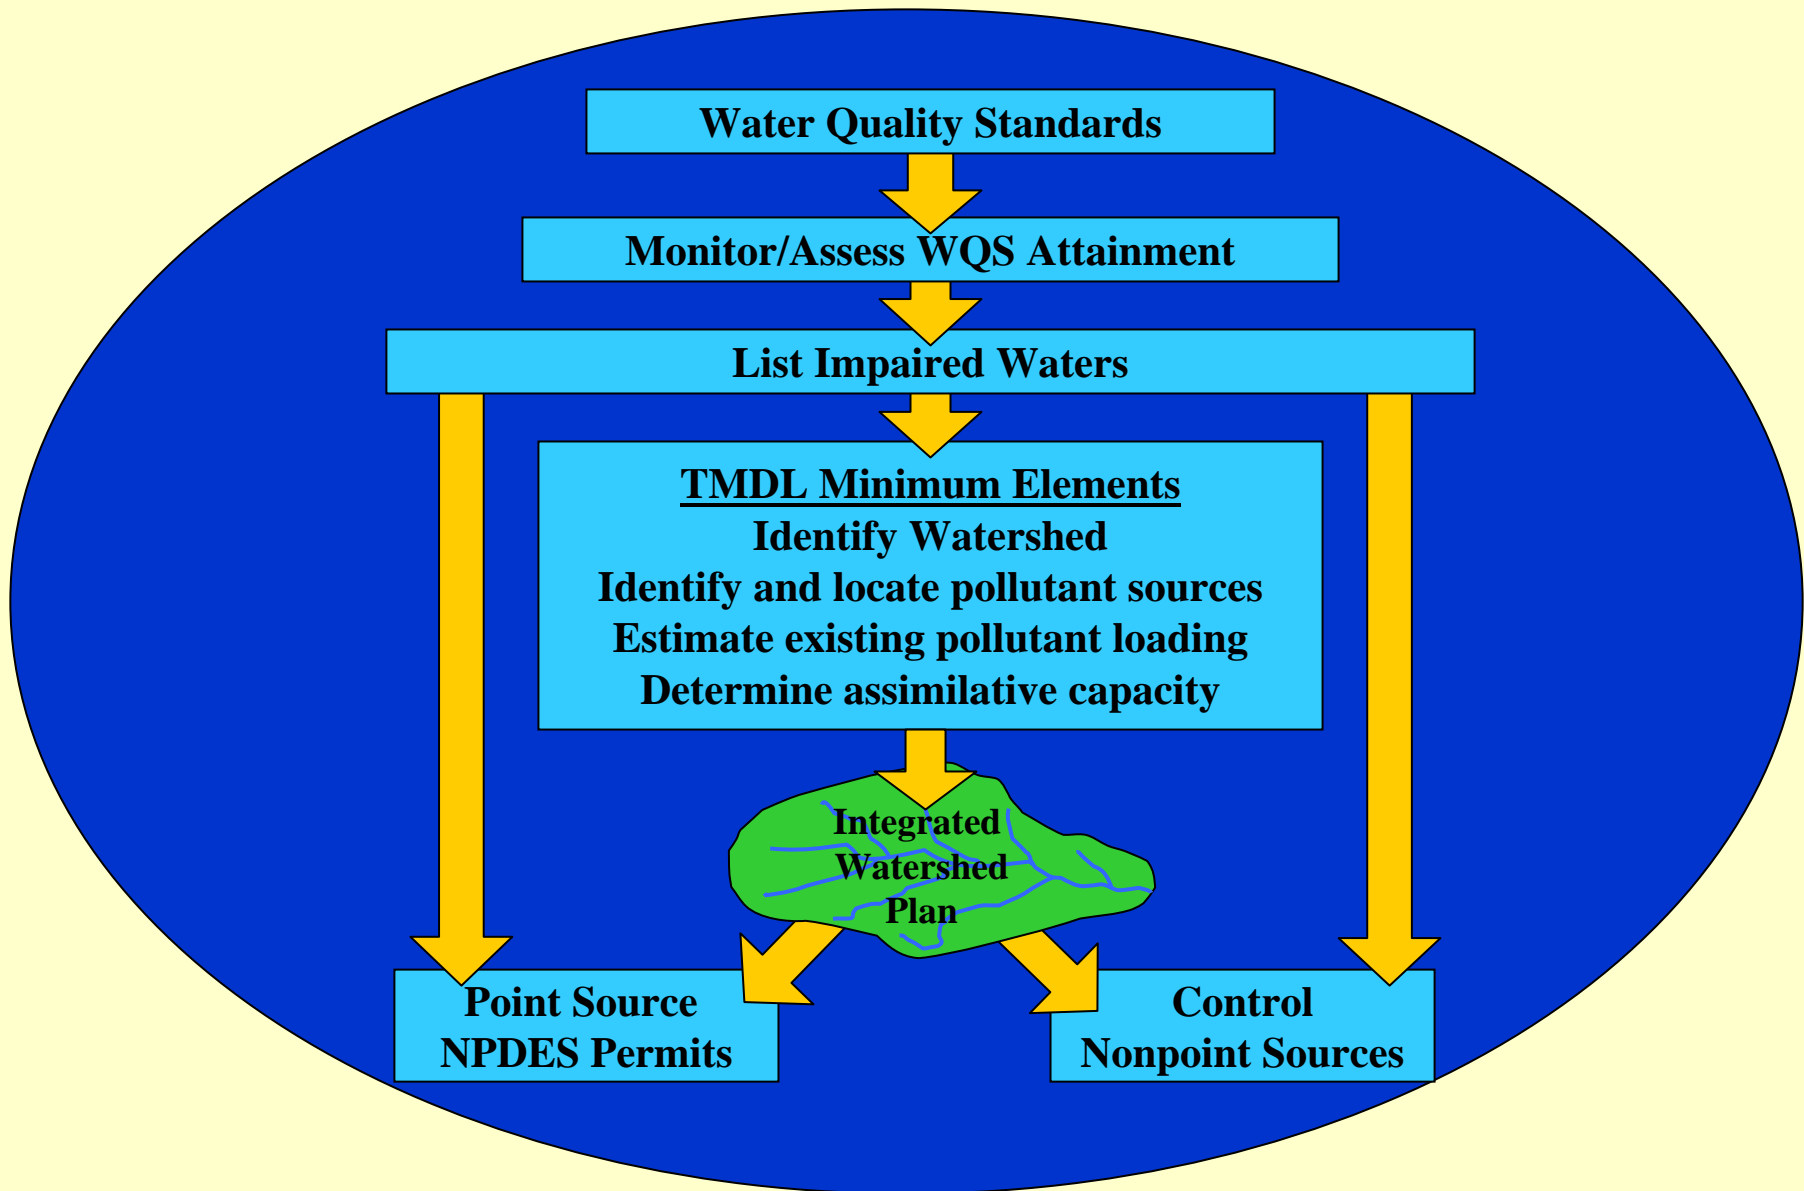 Water Quality Standards
Monitor/Assess WQS Attainment
List Impaired Waters
TMDL Minimum Elements
Identify Watershed
Identify and locate pollutant sources
Estimate existing pollutant loading
Determine assimilative capacity
Integrated
Watershed
Plan
Point Source
NPDES Permits
Control
Nonpoint Sources